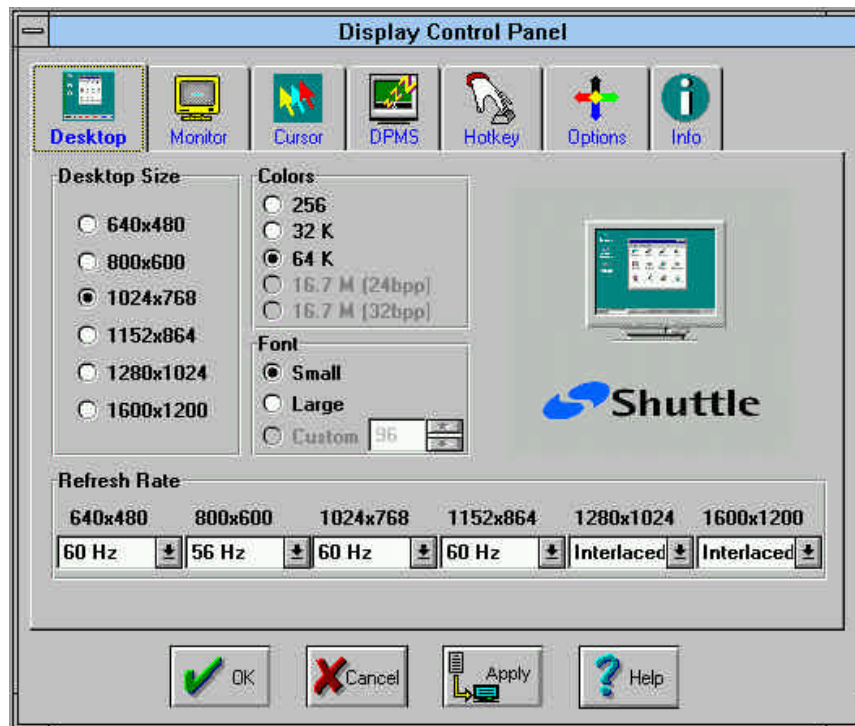 Display Control Panel
Desktop Monitor Cursor DPMS Hotkey Options Info
Desktop Size
640x480
800x600
1024x768
1152x864
1280x1024
1600x1200
Colors
256
32 K
64 K
16.7 M (24bpp)
16.7 M (32bpp)
Font
Small
Large
Custom 96
Shuttle
Refresh Rate
640x480 800x600 1024x768 1152x864 1280x1024 1600x1200
60 Hz 56 Hz 60 Hz 60 Hz Interlaced Interlaced
OK Cancel Apply Help